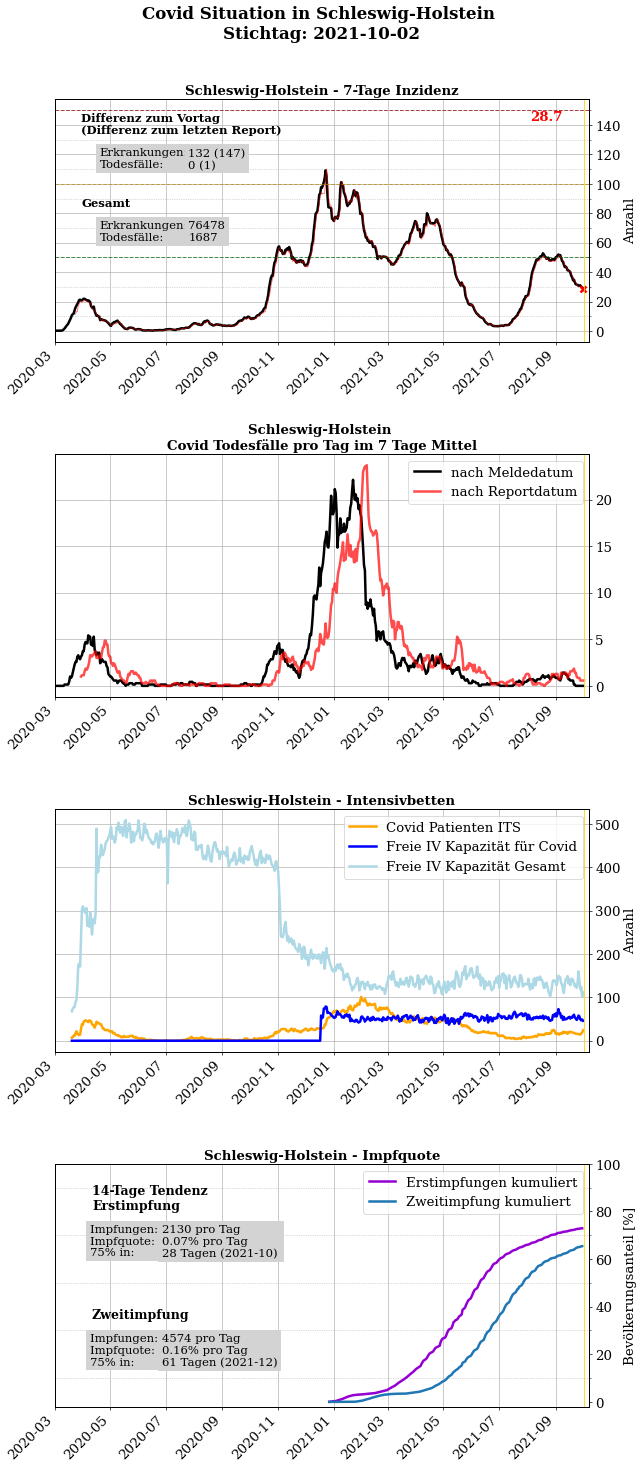 Covid Situation in Schleswig-Holstein
Stichtag: 2021-10-02
Schleswig-Holstein - 7-Tage Inzidenz
Differenz zum Vortag
(Differenz zum letzten Report)
Erkrankungen 132 (147)
Todesfälle: 0 (1)
Gesamt
Erkrankungen 76478
Todesfälle: 1687
28.7
140
120
100
80
60
40
20
0
Anzahl
2020-03 2020-05 2020-07 2020-09 2020-11 2021-01 2021-03 2021-05 2021-07 2021-09
Schleswig-Holstein
Covid Todesfälle pro Tag im 7 Tage Mittel
nach Meldedatum
nach Reportdatum
20
15
10
5
0
2020-03 2020-05 2020-07 2020-09 2020-11 2021-01 2021-03 2021-05 2021-07 2021-09
Schleswig-Holstein - Intensivbetten
Covid Patienten ITS
Freie IV Kapazität für Covid
Freie IV Kapazität Gesamt
500
400
300
200
100
0
Anzahl
2020-03 2020-05 2020-07 2020-09 2020-11 2021-01 2021-03 2021-05 2021-07 2021-09
Schleswig-Holstein - Impfquote
14-Tage Tendenz
Erstimpfung
Impfungen: 2130 pro Tag
Impfquote: 0.07% pro Tag
75% in: 28 Tagen (2021-10)
Zweitimpfung
Impfungen: 4574 pro Tag
Impfquote: 0.16% pro Tag
75% in: 61 Tagen (2021-12)
Erstimpfungen kumuliert
Zweitimpfung kumuliert
100
80
60
40
20
0
Bevölkerungsanteil [%]
2020-03 2020-05 2020-07 2020-09 2020-11 2021-01 2021-03 2021-05 2021-07 2021-09